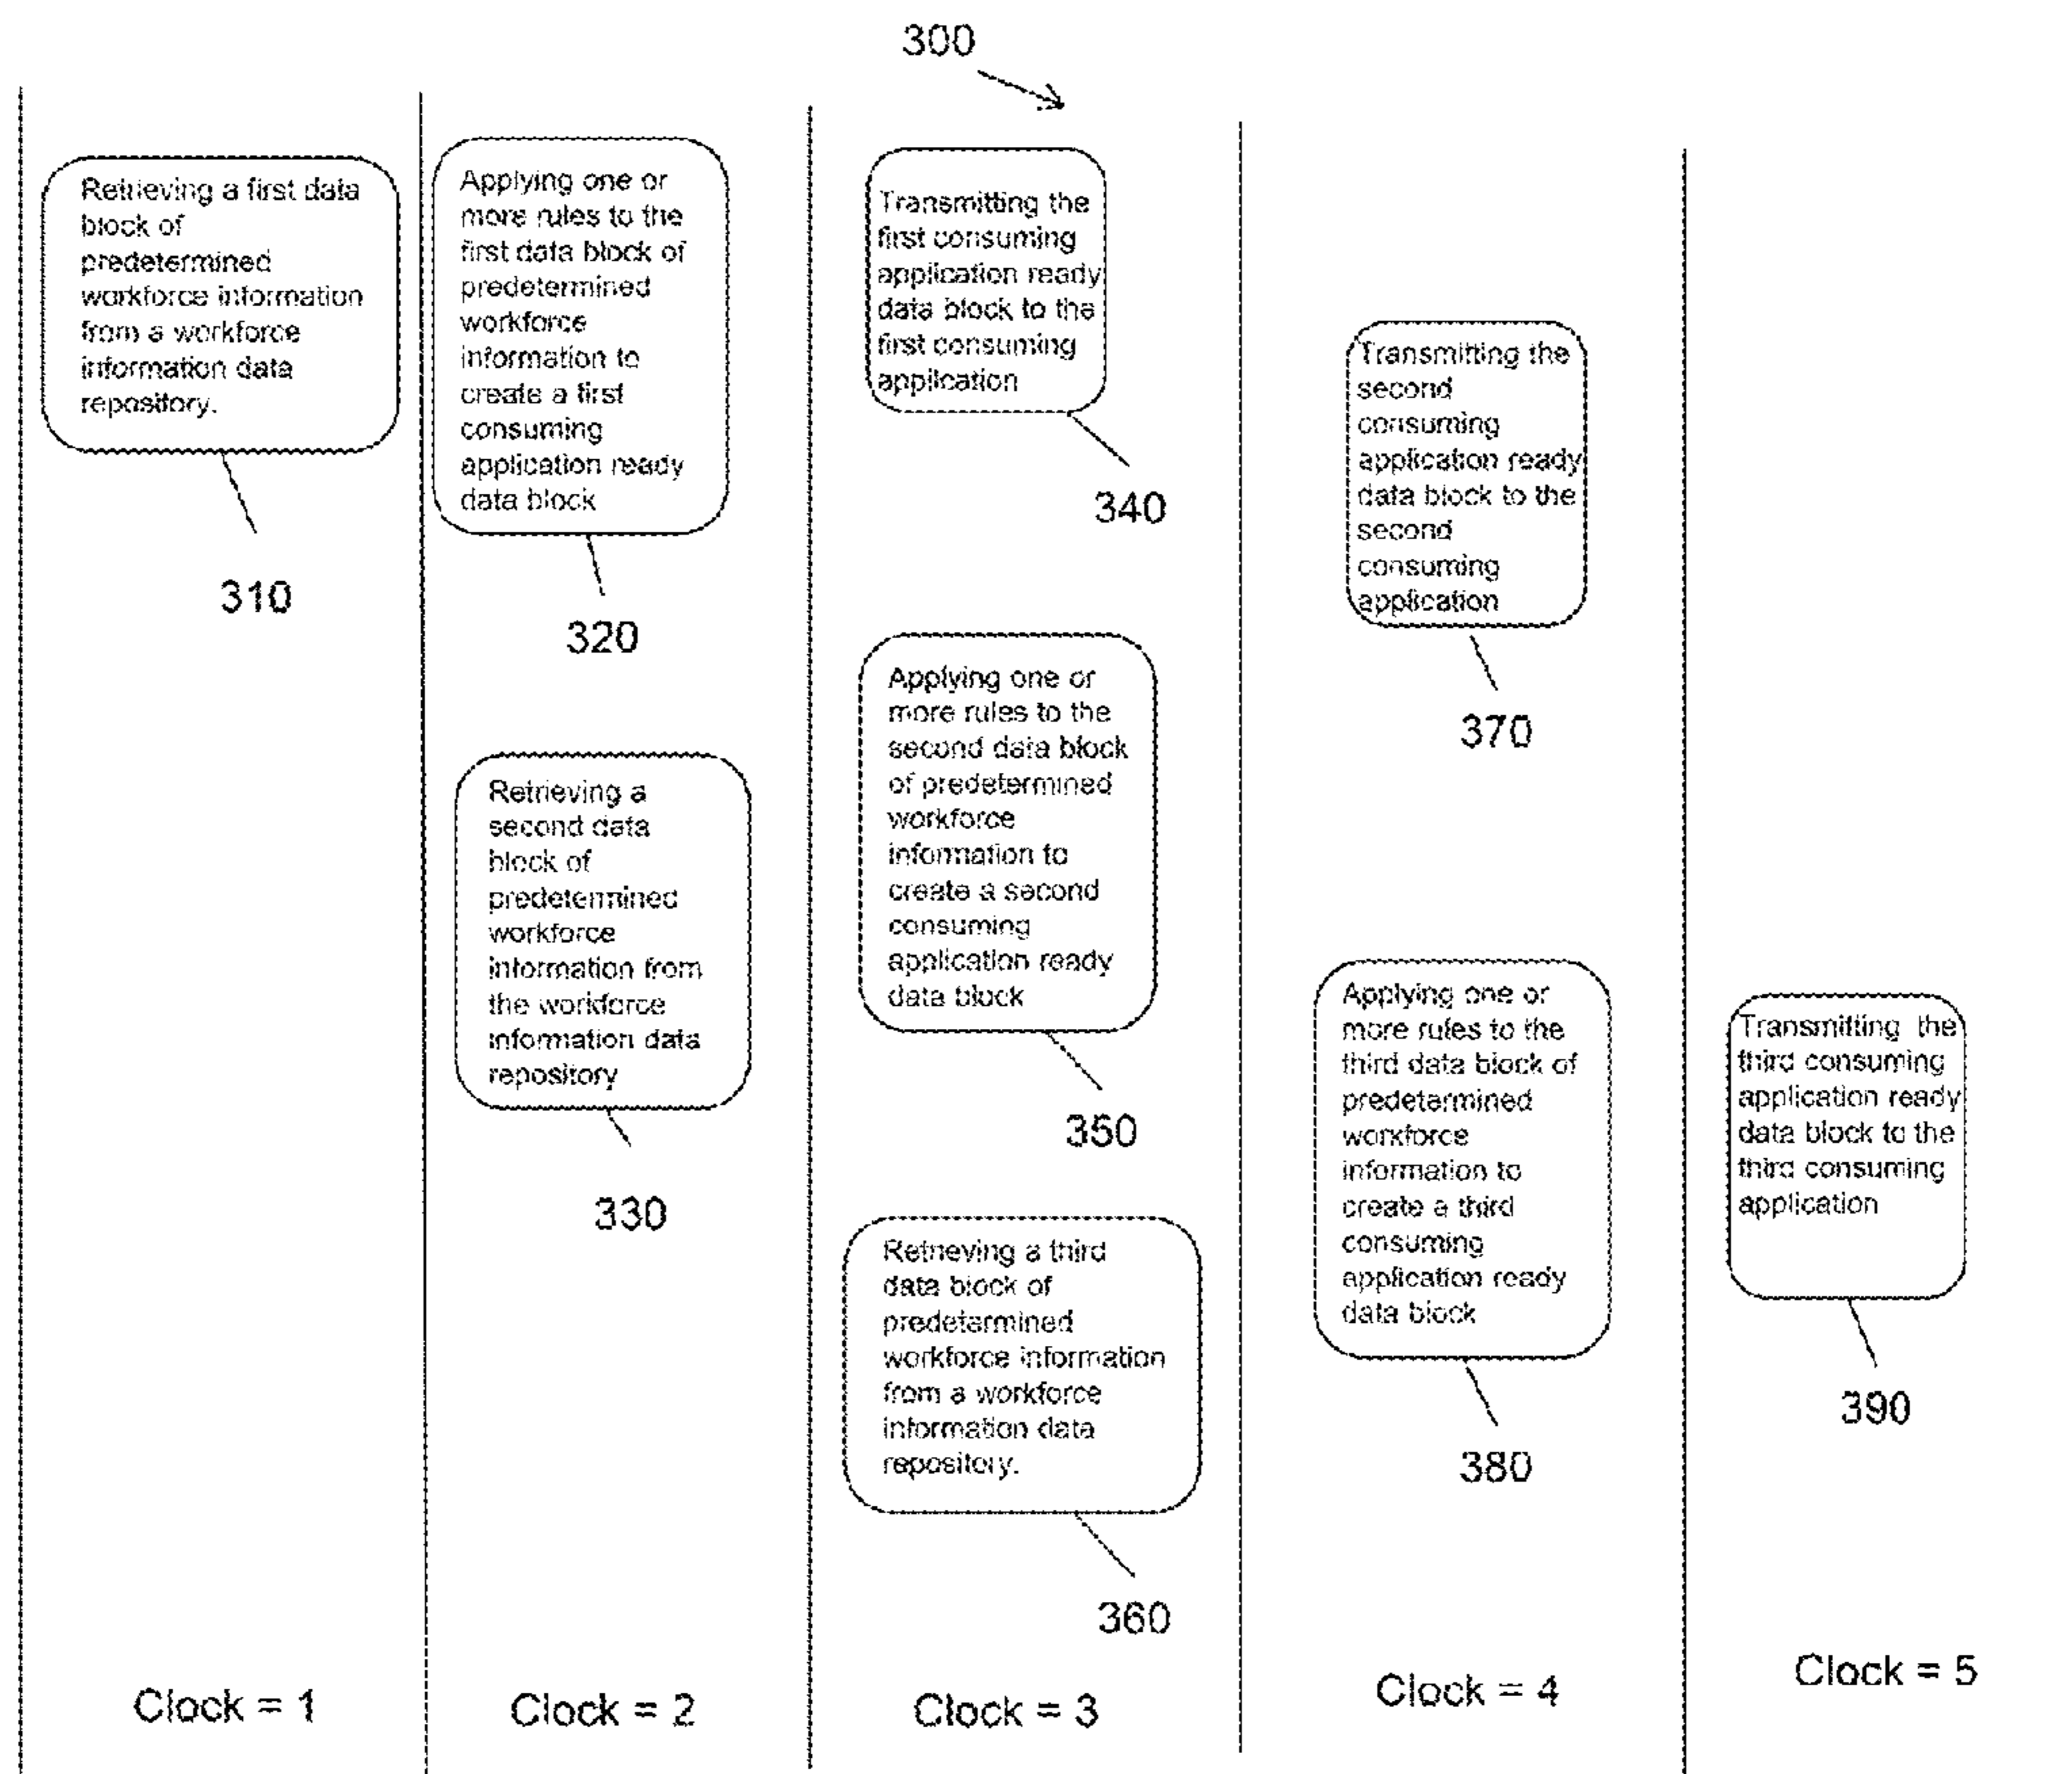 300
Retrieving a first data
block of
predetermined
workforce information
from a workforce
information data
repository.
310
Applying one or
more rules to the
first data block of
predetermined
workforce
information to
create a first
consuming
application ready
data block
320
Retrieving a
second data
block of
predetermined
workforce
information from
the workforce
information data
repository
330
Transmitting the
first consuming
application ready
data block to the
first consuming
application
340
Applying one or
more rules to the
second data block
of predetermined
workforce
information to
create a second
consuming
application ready
data block
350
Retrieving a third
data block of
predetermined
workforce information
from a workforce
information data
repository.
360
Transmitting the
second
consuming
application ready
data block to the
second
consuming
application
370
Applying one or
more rules to the
third data block of
predetermined
workforce
information to
create a third
consuming
application ready
data block
380
Transmitting the
third consuming
application ready
data block to the
third consuming
application
390
Clock = 1
Clock = 2
Clock = 3
Clock = 4
Clock = 5